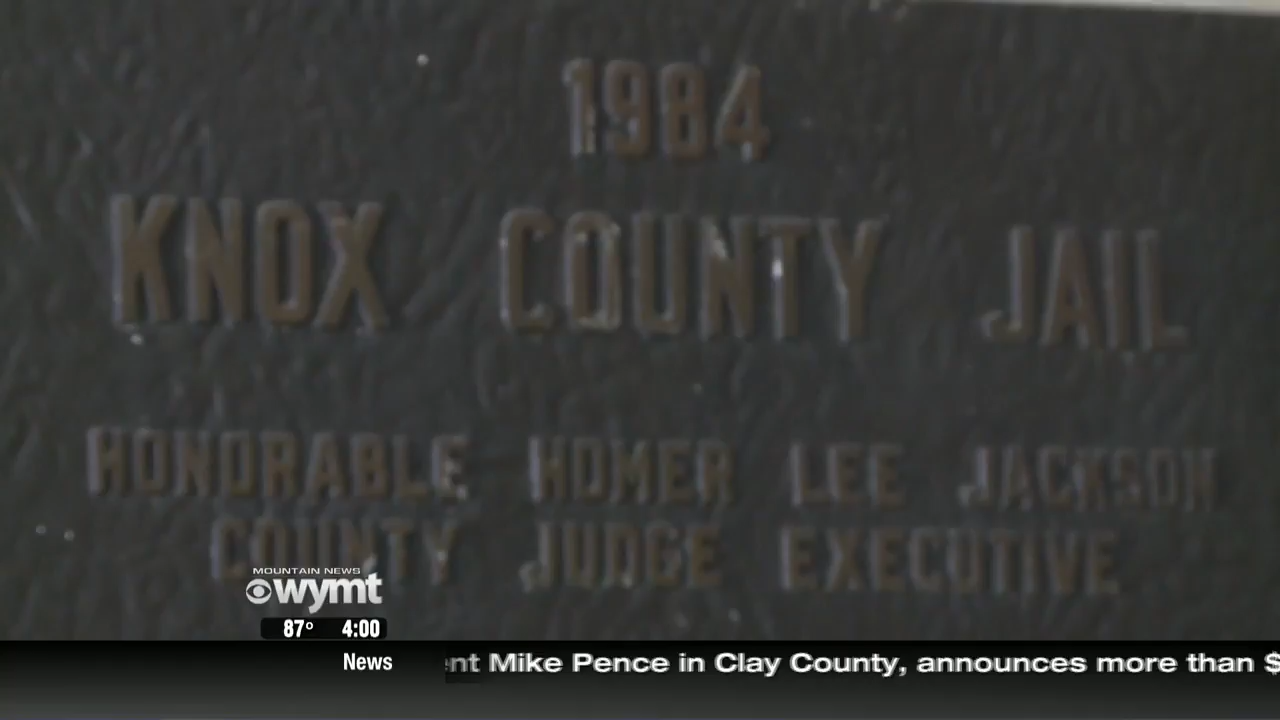 1984
KNOX COUNTY JAIL
HONORABLE HOMER LEE JACKSON
COUNTY JUDGE EXECUTIVE
MOUNTAIN NEWS
wymt
87° 4:00
News
nt Mike Pence in Clay County, announces more than $